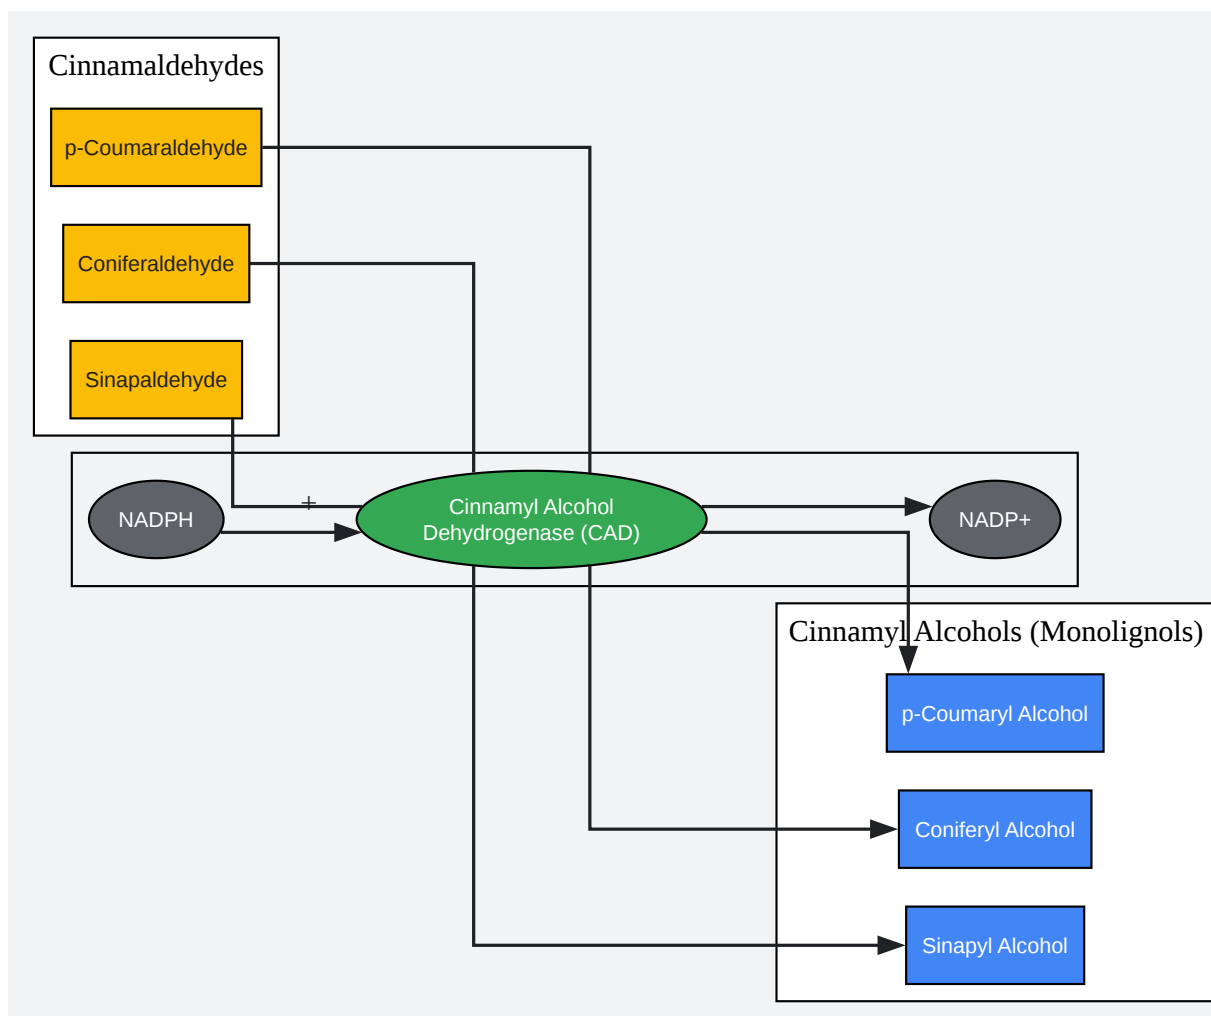 Cinnamaldehydes
p-Coumaraldehyde
Coniferaldehyde
Sinapaldehyde
+
NADPH
Cinnamyl Alcohol
Dehydrogenase (CAD)
NADP+
Cinnamyl Alcohols (Monolignols)
p-Coumaryl Alcohol
Coniferyl Alcohol
Sinapyl Alcohol